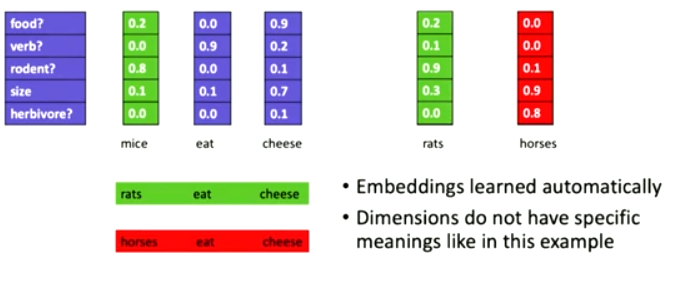 food? 0.2 0.0 0.9 0.2 0.0
verb? 0.0 0.9 0.2 0.1 0.0
rodent? 0.8 0.0 0.1 0.9 0.1
size 0.1 0.1 0.7 0.3 0.9
herbivore? 0.0 0.0 0.1 0.0 0.8
mice eat cheese rats horses
rats eat cheese
horses eat cheese
• Embeddings learned automatically
• Dimensions do not have specific
meanings like in this example